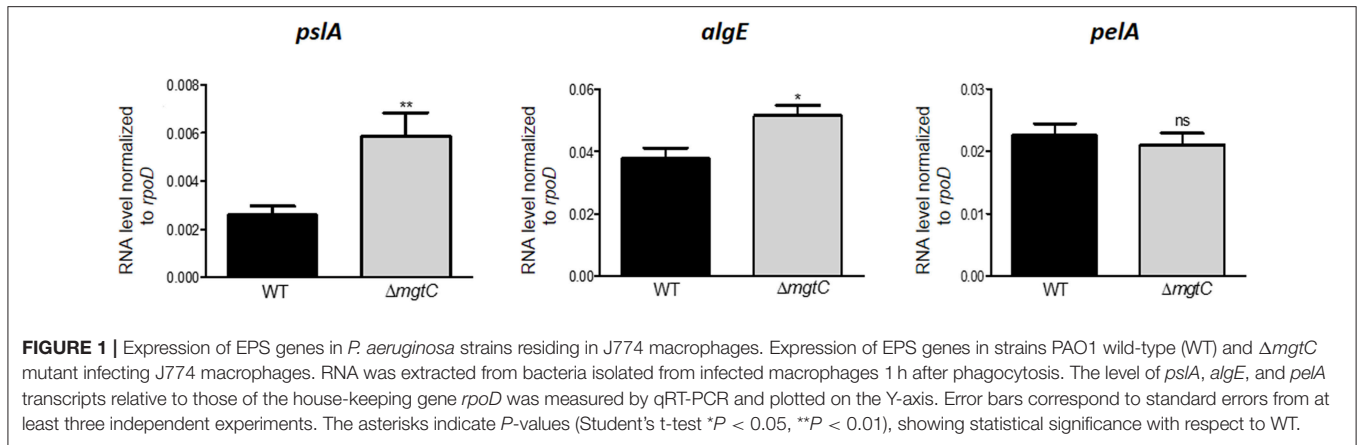 pslA
algE
pelA
RNA level normalized
to rpoD
0.008
0.006
0.004
0.002
0.000
**
WT
ΔmgtC
RNA level normalized
to rpoD
0.06
0.04
0.02
0.00
*
WT
ΔmgtC
RNA level normalized
to rpoD
0.03
0.02
0.01
0.00
ns
WT
ΔmgtC
FIGURE 1 | Expression of EPS genes in P. aeruginosa strains residing in J774 macrophages. Expression of EPS genes in strains PAO1 wild-type (WT) and ΔmgtC
mutant infecting J774 macrophages. RNA was extracted from bacteria isolated from infected macrophages 1 h after phagocytosis. The level of pslA, algE, and pelA
transcripts relative to those of the house-keeping gene rpoD was measured by qRT-PCR and plotted on the Y-axis. Error bars correspond to standard errors from at
least three independent experiments. The asterisks indicate P-values (Student's t-test *P < 0.05, **P < 0.01), showing statistical significance with respect to WT.